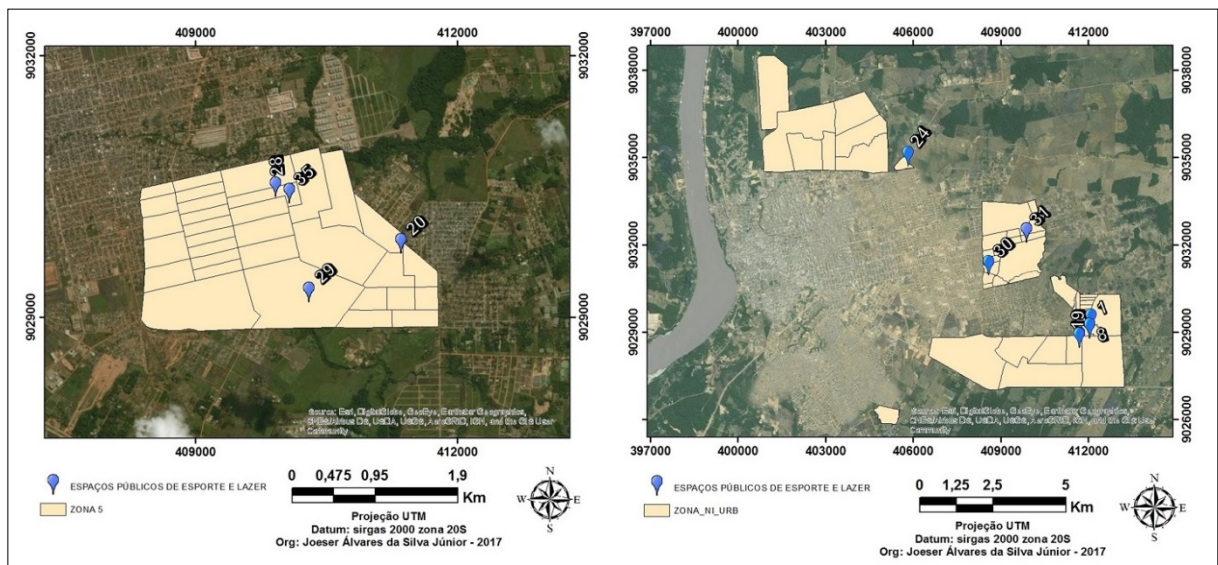 409000 412000
9032000 9032000
28
35
20
29
9029000 9029000
Source: Esri, DigitalGlobe, GeoEye, Earthstar Geographics,
CNES/Airbus DS, USDA, USGS, AeroGRID, IGN, and the GIS User
Community
409000 412000
ESPAÇOS PÚBLICOS DE ESPORTE E LAZER
ZONA 5
0 0,475 0,95 1,9
Km
N
W E
S
Projeção UTM
Datum: sirgas 2000 zona 20S
Org: Joeser Álvares da Silva Júnior - 2017
397000 400000 403000 406000 409000 412000
9038000 9038000
24
9035000 9035000
31
9032000 9032000
30
7
19
8
9029000 9029000
9026000 9026000
Source: Esri, DigitalGlobe, GeoEye, Earthstar Geographics,
CNES/Airbus DS, USDA, USGS, AeroGRID, IGN, and the GIS User
Community
397000 400000 403000 406000 409000 412000
ESPAÇOS PÚBLICOS DE ESPORTE E LAZER
ZONA_NI_URB
0 1,25 2,5 5
Km
N
W E
S
Projeção UTM
Datum: sirgas 2000 zona 20S
Org: Joeser Álvares da Silva Júnior - 2017